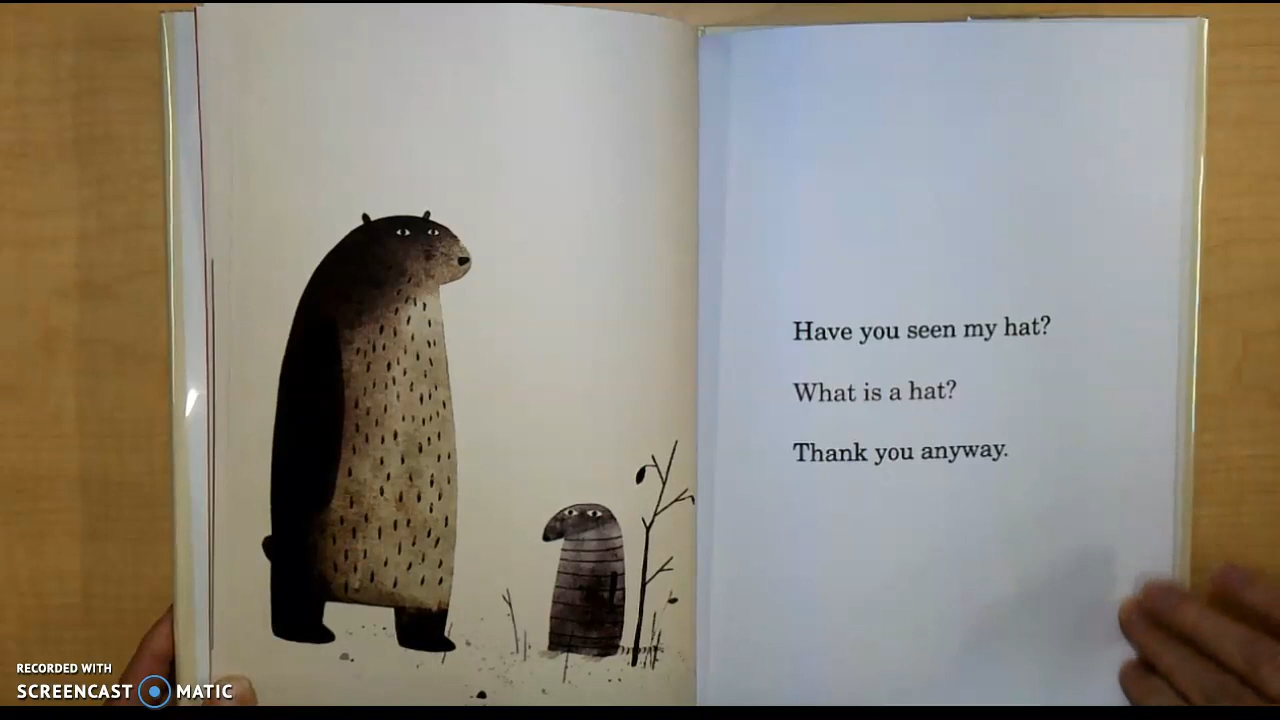 Have you seen my hat?
What is a hat?
Thank you anyway.
RECORDED WITH
SCREENCAST MATIC